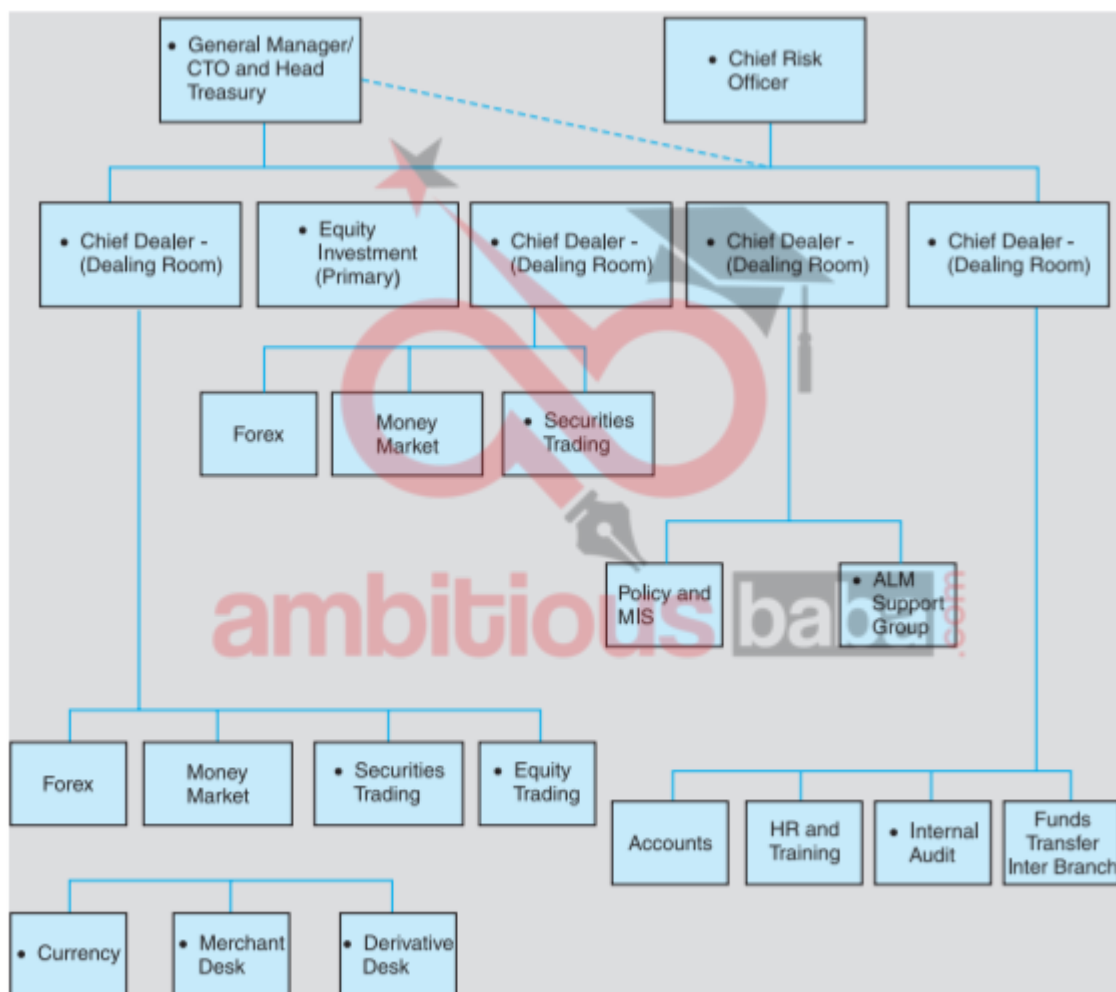 • General Manager/
CTO and Head
Treasury
• Chief Risk
Officer
• Chief Dealer -
(Dealing Room)
• Equity
Investment
(Primary)
• Chief Dealer -
(Dealing Room)
• Chief Dealer -
(Dealing Room)
• Chief Dealer -
(Dealing Room)
Forex
Money
Market
• Securities
Trading
Policy and
MIS
• ALM
Support
Group
ambitious baba .com
Forex
Money
Market
• Securities
Trading
• Equity
Trading
Accounts
HR and
Training
• Internal
Audit
Funds
Transfer
Inter Branch
• Currency
• Merchant
Desk
• Derivative
Desk